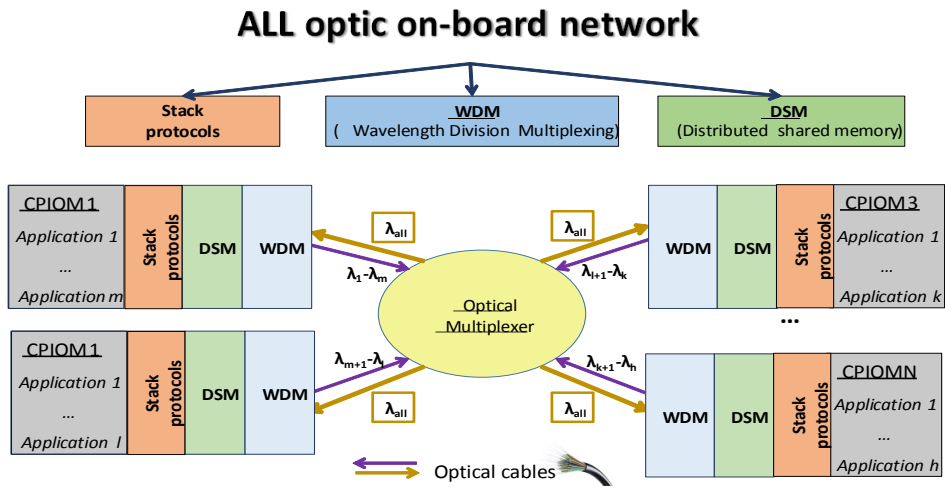 ALL optic on-board network
Stack
protocols
WDM
( Wavelength Division Multiplexing)
DSM
(Distributed shared memory)
CPIOM 1
Application 1
...
Application m
Stack
protocols
DSM
WDM
λall
λ1-λm
λall
λl+1-λk
WDM
DSM
Stack
protocols
CPIOM 3
Application 1
...
Application k
Optical
Multiplexer
...
CPIOM 1
Application 1
...
Application l
Stack
protocols
DSM
WDM
λm+1-λl
λall
λk+1-λh
λall
WDM
DSM
Stack
protocols
CPIOMN
Application 1
...
Application h
Optical cables